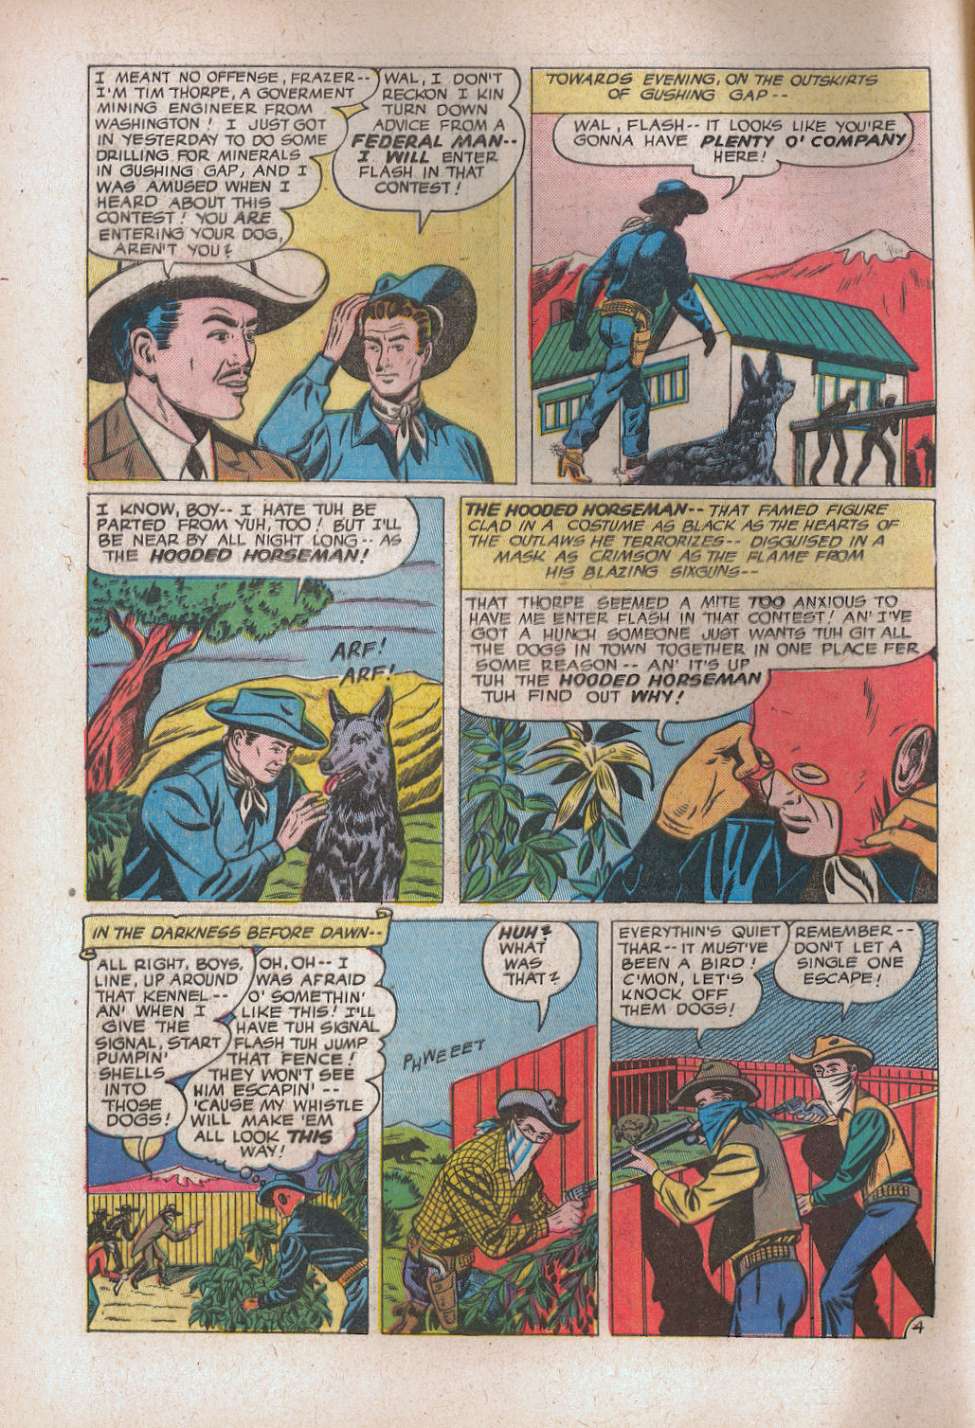 I MEANT NO OFFENSE, FRAZER--
I'M TIM THORPE, A GOVERMENT
MINING ENGINEER FROM
WASHINGTON! I JUST GOT
IN YESTERDAY TO DO SOME
DRILLING FOR MINERALS
IN GUSHING GAP, AND I
WAS AMUSED WHEN I
HEARD ABOUT THIS
CONTEST! YOU ARE
ENTERING YOUR DOG,
AREN'T YOU?
WAL, I DON'T
RECKON I KIN
TURN DOWN
ADVICE FROM A
FEDERAL MAN--
I WILL ENTER
FLASH IN THAT
CONTEST!
TOWARDS EVENING, ON THE OUTSKIRTS
OF GUSHING GAP--
WAL, FLASH-- IT LOOKS LIKE YOU'RE
GONNA HAVE PLENTY O' COMPANY
HERE!
I KNOW, BOY-- I HATE TUH BE
PARTED FROM YUH, TOO! BUT I'LL
BE NEAR BY ALL NIGHT LONG-- AS
THE HOODED HORSEMAN!
ARF!
ARF!
THE HOODED HORSEMAN-- THAT FAMED FIGURE
CLAD IN A COSTUME AS BLACK AS THE HEARTS OF
THE OUTLAWS HE TERRORIZES-- DISGUISED IN A
MASK AS CRIMSON AS THE FLAME FROM
HIS BLAZING SIXGUNS--
THAT THORPE SEEMED A MITE TOO ANXIOUS TO
HAVE ME ENTER FLASH IN THAT CONTEST! AN' I'VE
GOT A HUNCH SOMEONE JUST WANTS TUH GIT ALL
THE DOGS IN TOWN TOGETHER IN ONE PLACE FER
SOME REASON-- AN' IT'S UP
TUH THE HOODED HORSEMAN
TUH FIND OUT WHY!
IN THE DARKNESS BEFORE DAWN--
ALL RIGHT, BOYS,
LINE, UP AROUND
THAT KENNEL--
AN' WHEN I
GIVE THE
SIGNAL, START
PUMPIN'
SHELLS
INTO
THOSE
DOGS!
OH, OH-- I
WAS AFRAID
O' SOMETHIN'
LIKE THIS! I'LL
HAVE TUH SIGNAL
FLASH TUH JUMP
THAT FENCE!
THEY WON'T SEE
HIM ESCAPIN'--
'CAUSE MY WHISTLE
WILL MAKE 'EM
ALL LOOK THIS
WAY!
HUH?
WHAT
WAS
THAT?
PHWEEET
EVERYTHIN'S QUIET
THAR-- IT MUST'VE
BEEN A BIRD!
C'MON, LET'S
KNOCK OFF
THEM DOGS!
REMEMBER--
DON'T LET A
SINGLE ONE
ESCAPE!
4